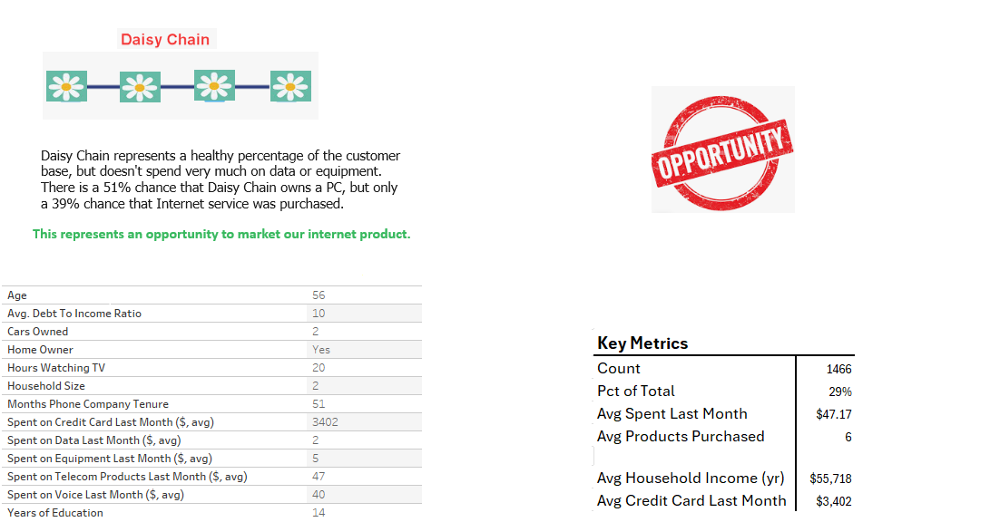 Daisy Chain
OPPORTUNITY
Daisy Chain represents a healthy percentage of the customer
base, but doesn't spend very much on data or equipment.
There is a 51% chance that Daisy Chain owns a PC, but only
a 39% chance that Internet service was purchased.
This represents an opportunity to market our internet product.
Age 56
Avg. Debt To Income Ratio 10
Cars Owned 2
Home Owner Yes
Hours Watching TV 20
Household Size 2
Months Phone Company Tenure 51
Spent on Credit Card Last Month ($, avg) 3402
Spent on Data Last Month ($, avg) 2
Spent on Equipment Last Month ($, avg) 5
Spent on Telecom Products Last Month ($, avg) 47
Spent on Voice Last Month ($, avg) 40
Years of Education 14
Key Metrics
Count 1466
Pct of Total 29%
Avg Spent Last Month $47.17
Avg Products Purchased 6
Avg Household Income (yr) $55,718
Avg Credit Card Last Month $3,402